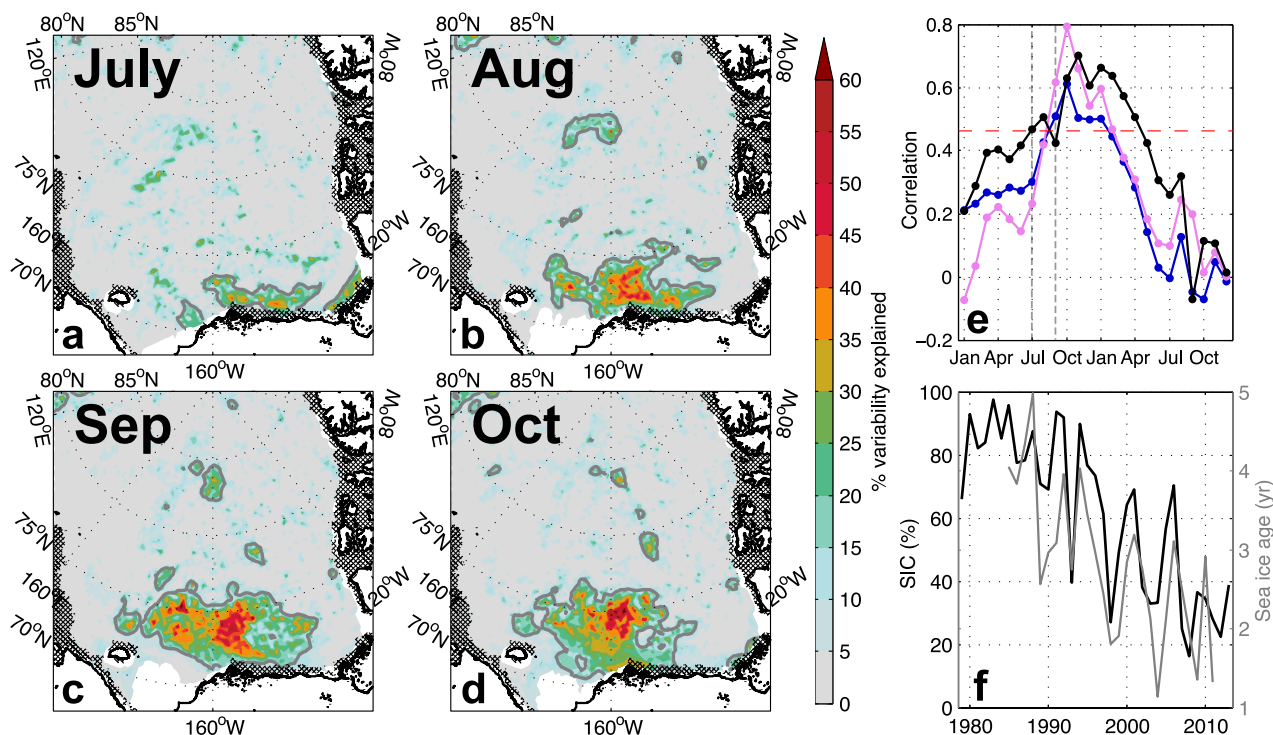 80°N 85°N
120°E
July
80°W
75°N
160°
70°N
20°W
a
80°N 85°N
120°E
Aug
80°W
75°N
160°
70°N
20°W
b
160°W
80°N 85°N
120°E
Sep
80°W
75°N
160°
70°N
20°W
c
160°W
80°N 85°N
120°E
Oct
80°W
75°N
160°
70°N
20°W
d
160°W
60
55
50
45
40
35
30
25
20
15
10
5
0
% variability explained
0.8
0.6
0.4
0.2
0
−0.2
Correlation
e
Jan Apr Jul Oct Jan Apr Jul Oct
100
80
60
40
20
0
SIC (%)
f
1980 1990 2000 2010
5
4
3
2
1
Sea ice age (yr)